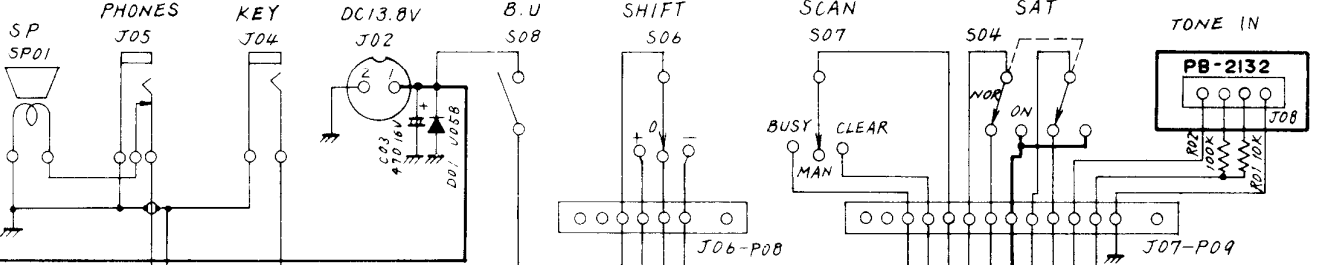 SP
SP01
PHONES
J05
KEY
J04
DC13.8V
J02
2 1
+
C03
470 16V
D01 U05B
B.U
S08
SHIFT
S06
+ 0 -
J06-P08
SCAN
S07
BUSY
CLEAR
MAN
SAT
S04
NOR
ON
TONE IN
PB-2132
J08
R02
100K
R01 10K
J07-P09